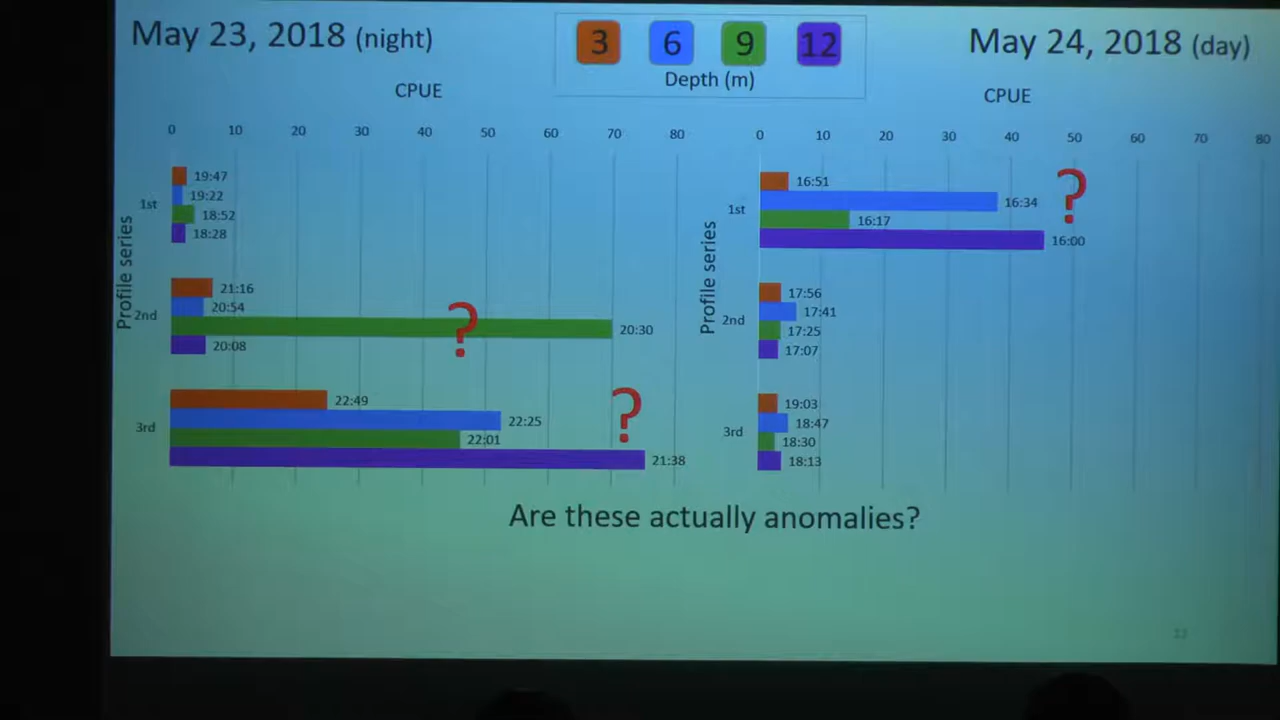 May 23, 2018 (night)
3 6 9 12
Depth (m)
May 24, 2018 (day)
CPUE
0 10 20 30 40 50 60 70 80
Profile series
1st
19:47
19:22
18:52
18:28
2nd
21:16
20:54
20:30
20:08
?
3rd
22:49
22:25
22:01
21:38
?
CPUE
0 10 20 30 40 50 60 70 80
Profile series
1st
16:51
16:34
16:17
16:00
?
2nd
17:56
17:41
17:25
17:07
3rd
19:03
18:47
18:30
18:13
Are these actually anomalies?